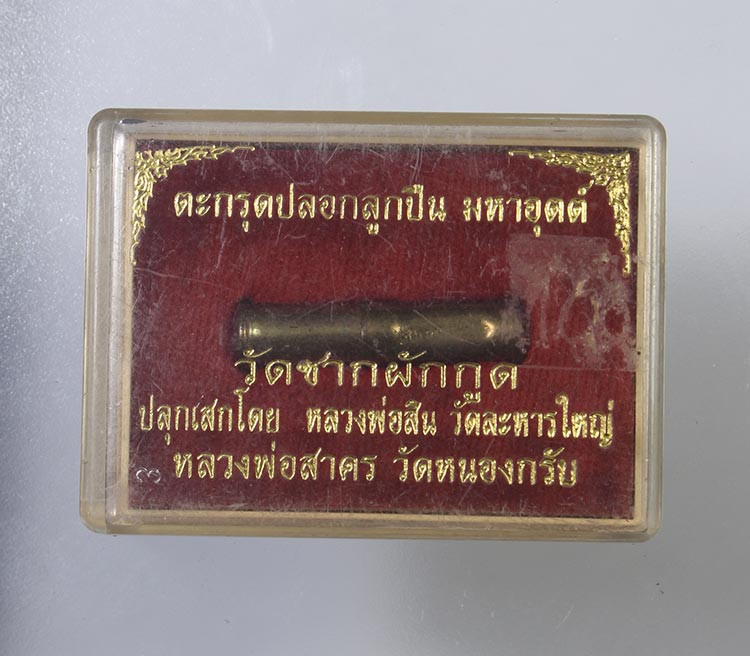 ตะกรุดปลอกลูกปืน มหาอุตต์
วัดซากผักกูด
ปลุกเสกโดย หลวงพ่อสิน วัดละหารใหญ่
หลวงพ่อสาคร วัดหนองกรับ